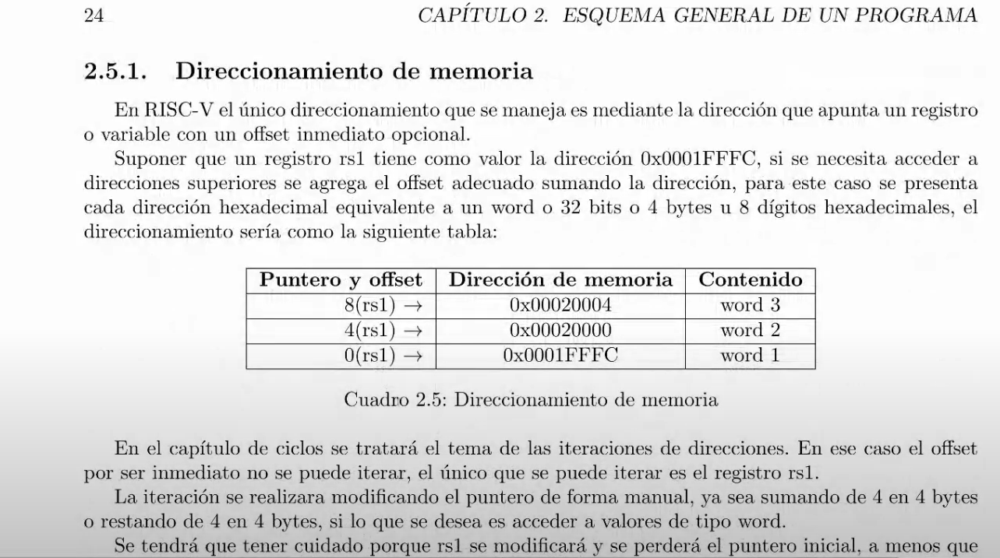 24 CAPÍTULO 2. ESQUEMA GENERAL DE UN PROGRAMA
2.5.1. Direccionamiento de memoria
En RISC-V el único direccionamiento que se maneja es mediante la dirección que apunta un registro
o variable con un offset inmediato opcional.
Suponer que un registro rs1 tiene como valor la dirección 0x0001FFFC, si se necesita acceder a
direcciones superiores se agrega el offset adecuado sumando la dirección, para este caso se presenta
cada dirección hexadecimal equivalente a un word o 32 bits o 4 bytes u 8 dígitos hexadecimales, el
direccionamiento sería como la siguiente tabla:
Puntero y offset Dirección de memoria Contenido
8(rs1) → 0x00020004 word 3
4(rs1) → 0x00020000 word 2
0(rs1) → 0x0001FFFC word 1
Cuadro 2.5: Direccionamiento de memoria
En el capítulo de ciclos se tratará el tema de las iteraciones de direcciones. En ese caso el offset
por ser inmediato no se puede iterar, el único que se puede iterar es el registro rs1.
La iteración se realizara modificando el puntero de forma manual, ya sea sumando de 4 en 4 bytes
o restando de 4 en 4 bytes, si lo que se desea es acceder a valores de tipo word.
Se tendrá que tener cuidado porque rs1 se modificará y se perderá el puntero inicial, a menos que